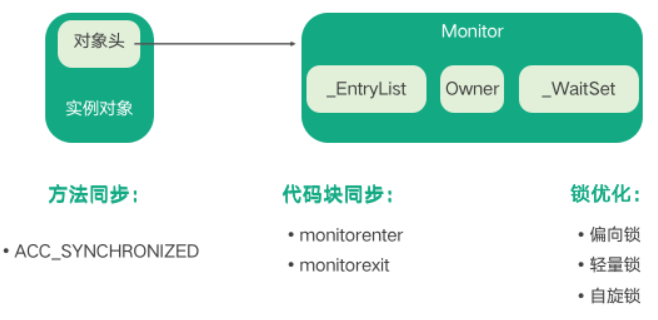 对象头
实例对象
Monitor
_EntryList
Owner
_WaitSet
方法同步：
• ACC_SYNCHRONIZED
代码块同步：
• monitorenter
• monitorexit
锁优化：
• 偏向锁
• 轻量锁
• 自旋锁